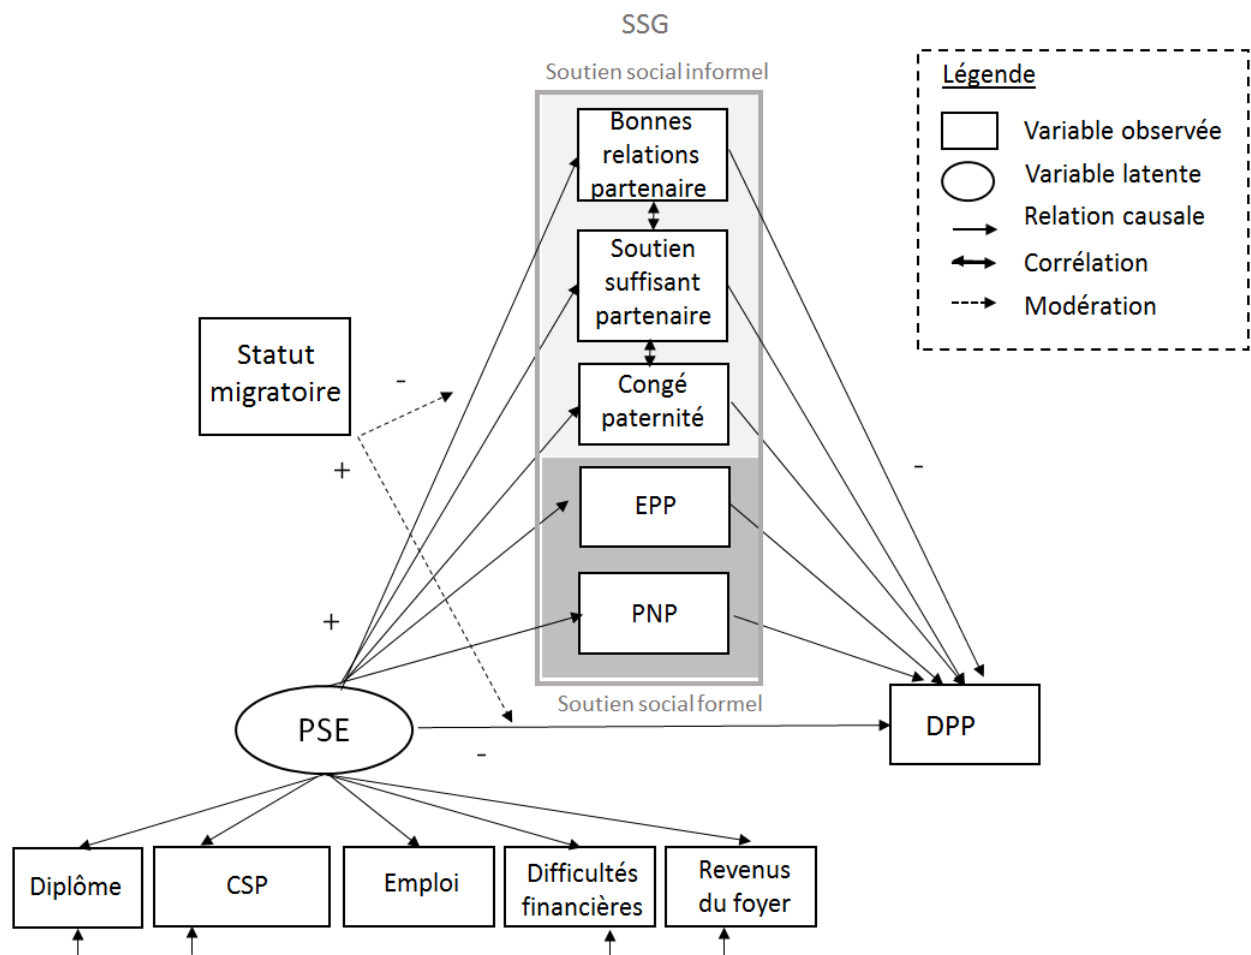 SSG
Soutien social informel
Bonnes
relations
partenaire
Soutien
suffisant
partenaire
Congé
paternité
EPP
PNP
Soutien social formel
Légende
Variable observée
Variable latente
Relation causale
Corrélation
Modération
Statut
migratoire
-
+
+
-
-
PSE
DPP
Diplôme
CSP
Emploi
Difficultés
financières
Revenus
du foyer